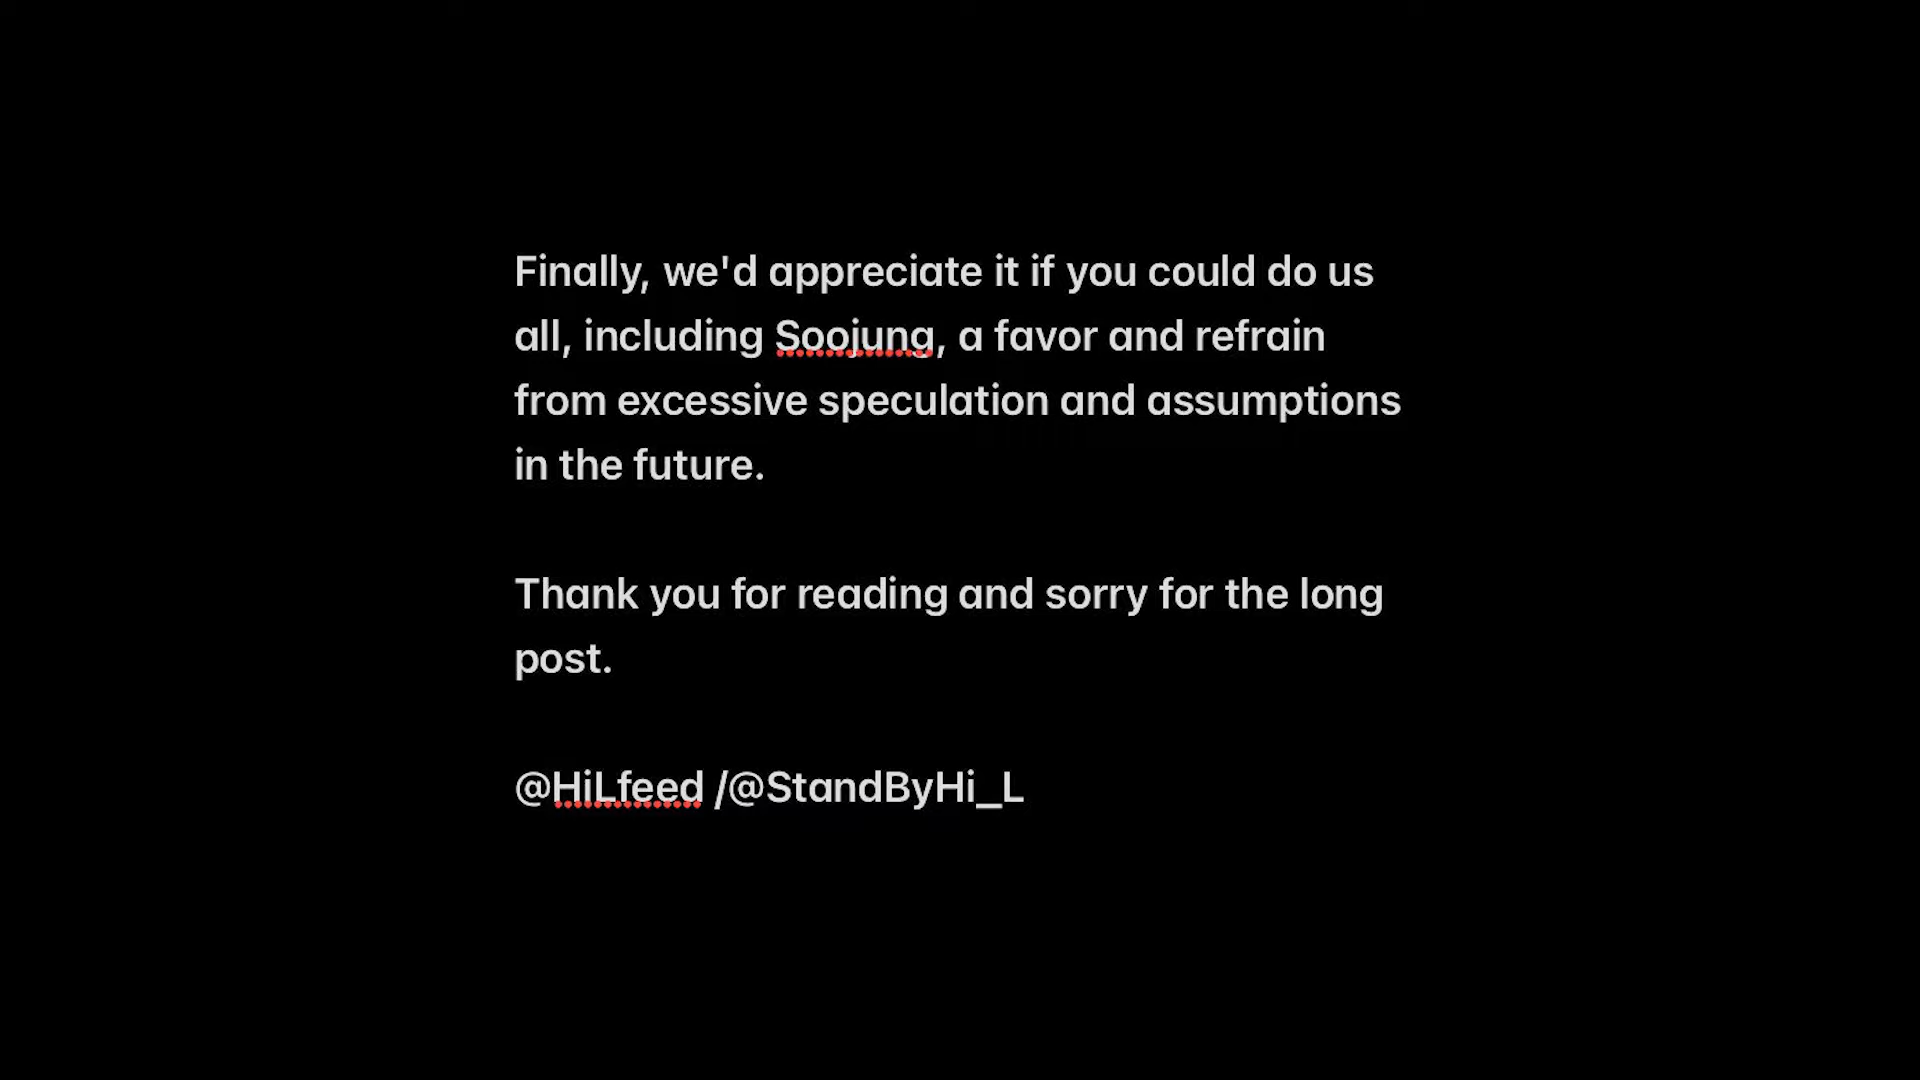 Finally, we'd appreciate it if you could do us
all, including Soojung, a favor and refrain
from excessive speculation and assumptions
in the future.
Thank you for reading and sorry for the long
post.
@HiLfeed /@StandByHi_L